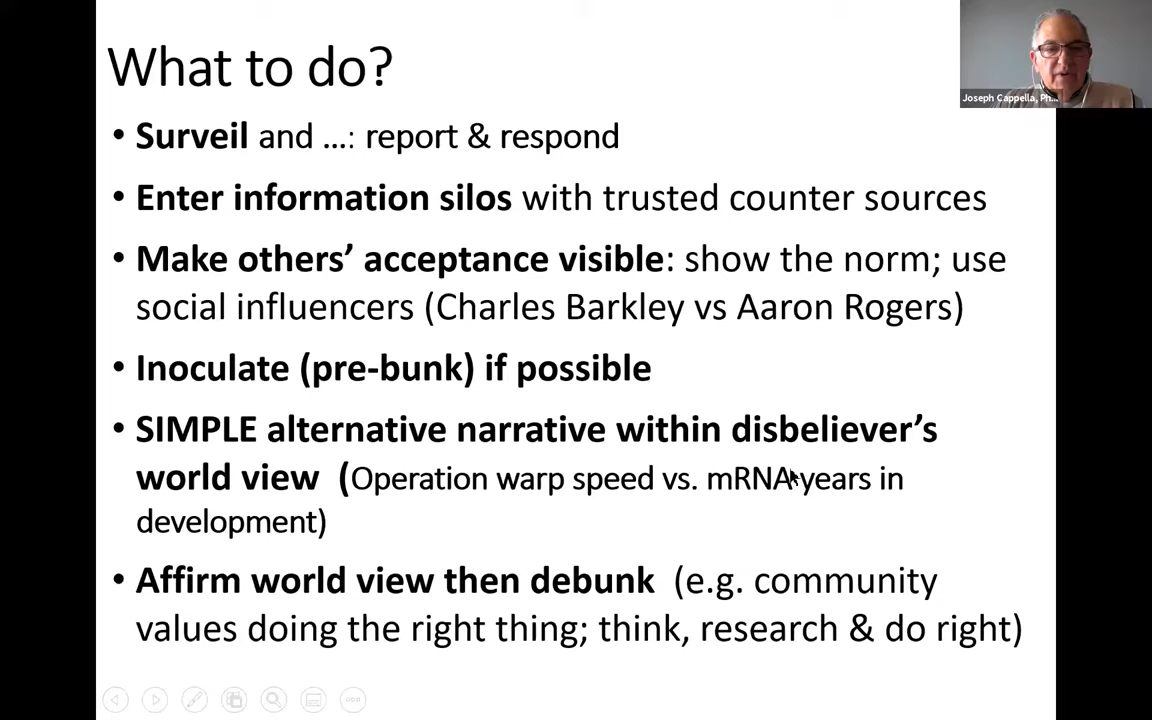 What to do?
Joseph Cappella, Ph...
• Surveil and ...: report & respond
• Enter information silos with trusted counter sources
• Make others’ acceptance visible: show the norm; use
social influencers (Charles Barkley vs Aaron Rogers)
• Inoculate (pre-bunk) if possible
• SIMPLE alternative narrative within disbeliever’s
world view (Operation warp speed vs. mRNA years in
development)
• Affirm world view then debunk (e.g. community
values doing the right thing; think, research & do right)